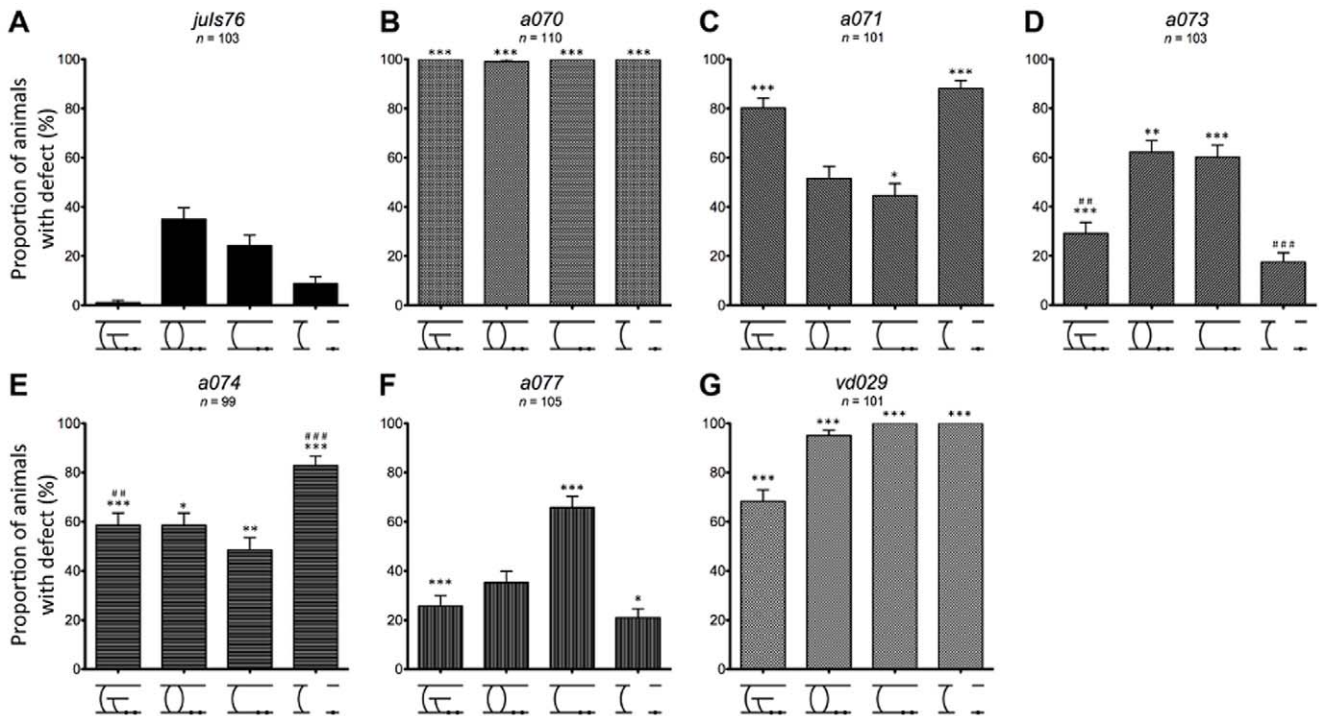 A
juIs76
n = 103
Proportion of animals
with defect (%)
100
80
60
40
20
0
B
a070
n = 110
100
80
60
40
20
0
***
***
***
***
C
a071
n = 101
100
80
60
40
20
0
***
*
***
D
a073
n = 103
100
80
60
40
20
0
##
***
**
***
###
E
a074
n = 99
Proportion of animals
with defect (%)
100
80
60
40
20
0
##
***
*
**
###
***
F
a077
n = 105
100
80
60
40
20
0
***
***
*
G
vd029
n = 101
100
80
60
40
20
0
***
***
***
***